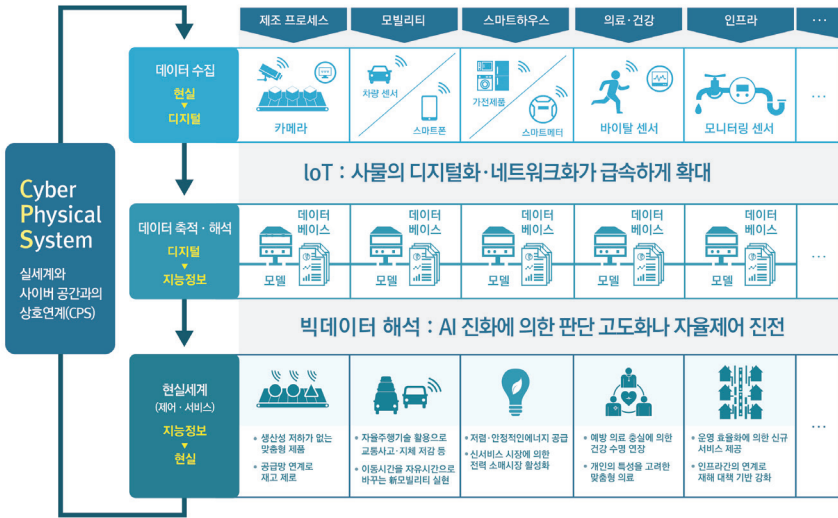 제조 프로세스
모빌리티
스마트하우스
의료·건강
인프라
...
Cyber
Physical
System
실세계와
사이버 공간과의
상호연계(CPS)
데이터 수집
현실
디지털
카메라
차량 센서
스마트폰
가전제품
스마트메터
바이탈 센서
모니터링 센서
...
loT : 사물의 디지털화·네트워크화가 급속하게 확대
데이터 축적·해석
디지털
지능정보
데이터
베이스
모델
데이터
베이스
모델
데이터
베이스
모델
데이터
베이스
모델
데이터
베이스
모델
...
빅데이터 해석 : AI 진화에 의한 판단 고도화나 자율제어 진전
현실세계
(제어·서비스)
지능정보
현실
• 생산성 저하가 없는
맞춤형 제품
• 공급망 연계로
재고 제로
• 자율주행기술 활용으로
교통사고·지체 저감 등
• 이동시간을 자유시간으로
바꾸는 新모빌리티 실현
• 저렴·안정적인에너지 공급
• 신서비스 시장에 의한
전력 소매시장 활성화
• 예방 의료 충실에 의한
건강 수명 연장
• 개인의 특성을 고려한
맞춤형 의료
• 운영 효율화에 의한 신규
서비스 제공
• 인프라간의 연계로
재해 대책 기반 강화
...